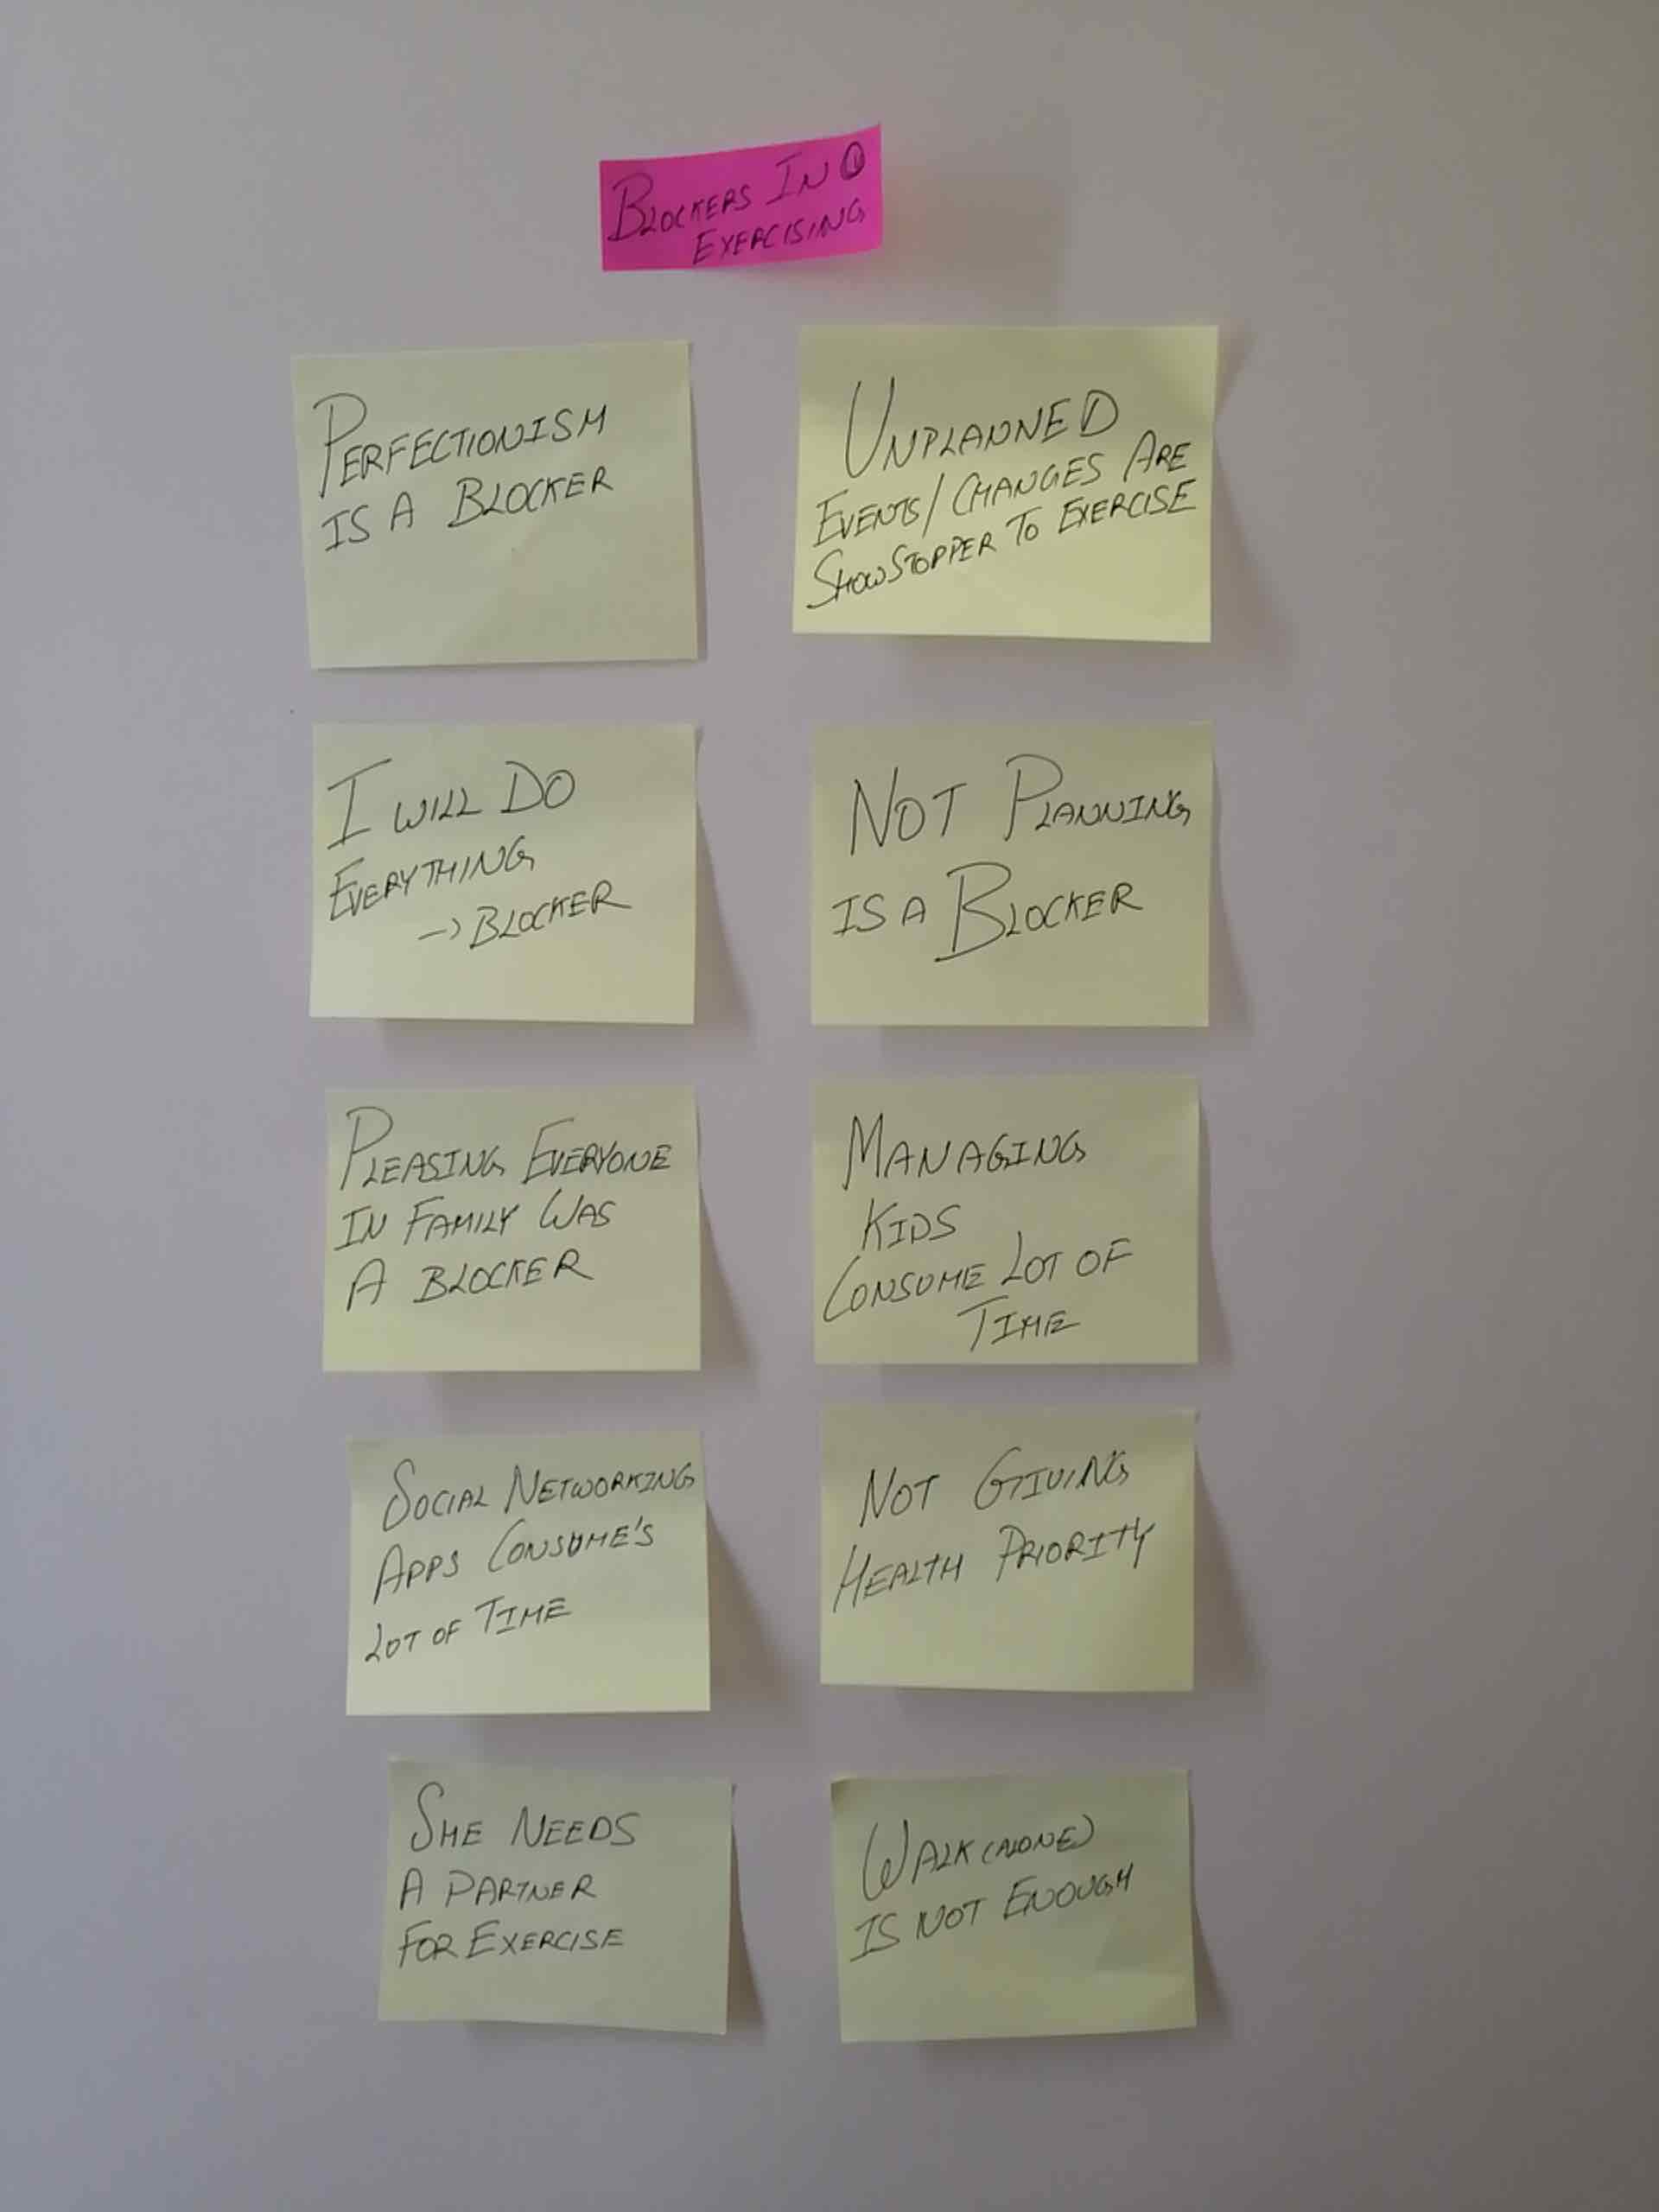 BLOCKERS IN
EXERCISING
PERFECTIONISM
IS A BLOCKER
UNPLANNED
EVENTS/CHANGES ARE
SHOWSTOPPER TO EXERCISE
I WILL DO
EVERYTHING
-> BLOCKER
NOT PLANNING
IS A BLOCKER
PLEASING EVERYONE
IN FAMILY WAS
A BLOCKER
MANAGING
KIDS
CONSUME LOT OF
TIME
SOCIAL NETWORKING
APPS CONSUME'S
LOT OF TIME
NOT GIVING
HEALTH PRIORITY
SHE NEEDS
A PARTNER
FOR EXERCISE
WALK (ALONE)
IS NOT ENOUGH